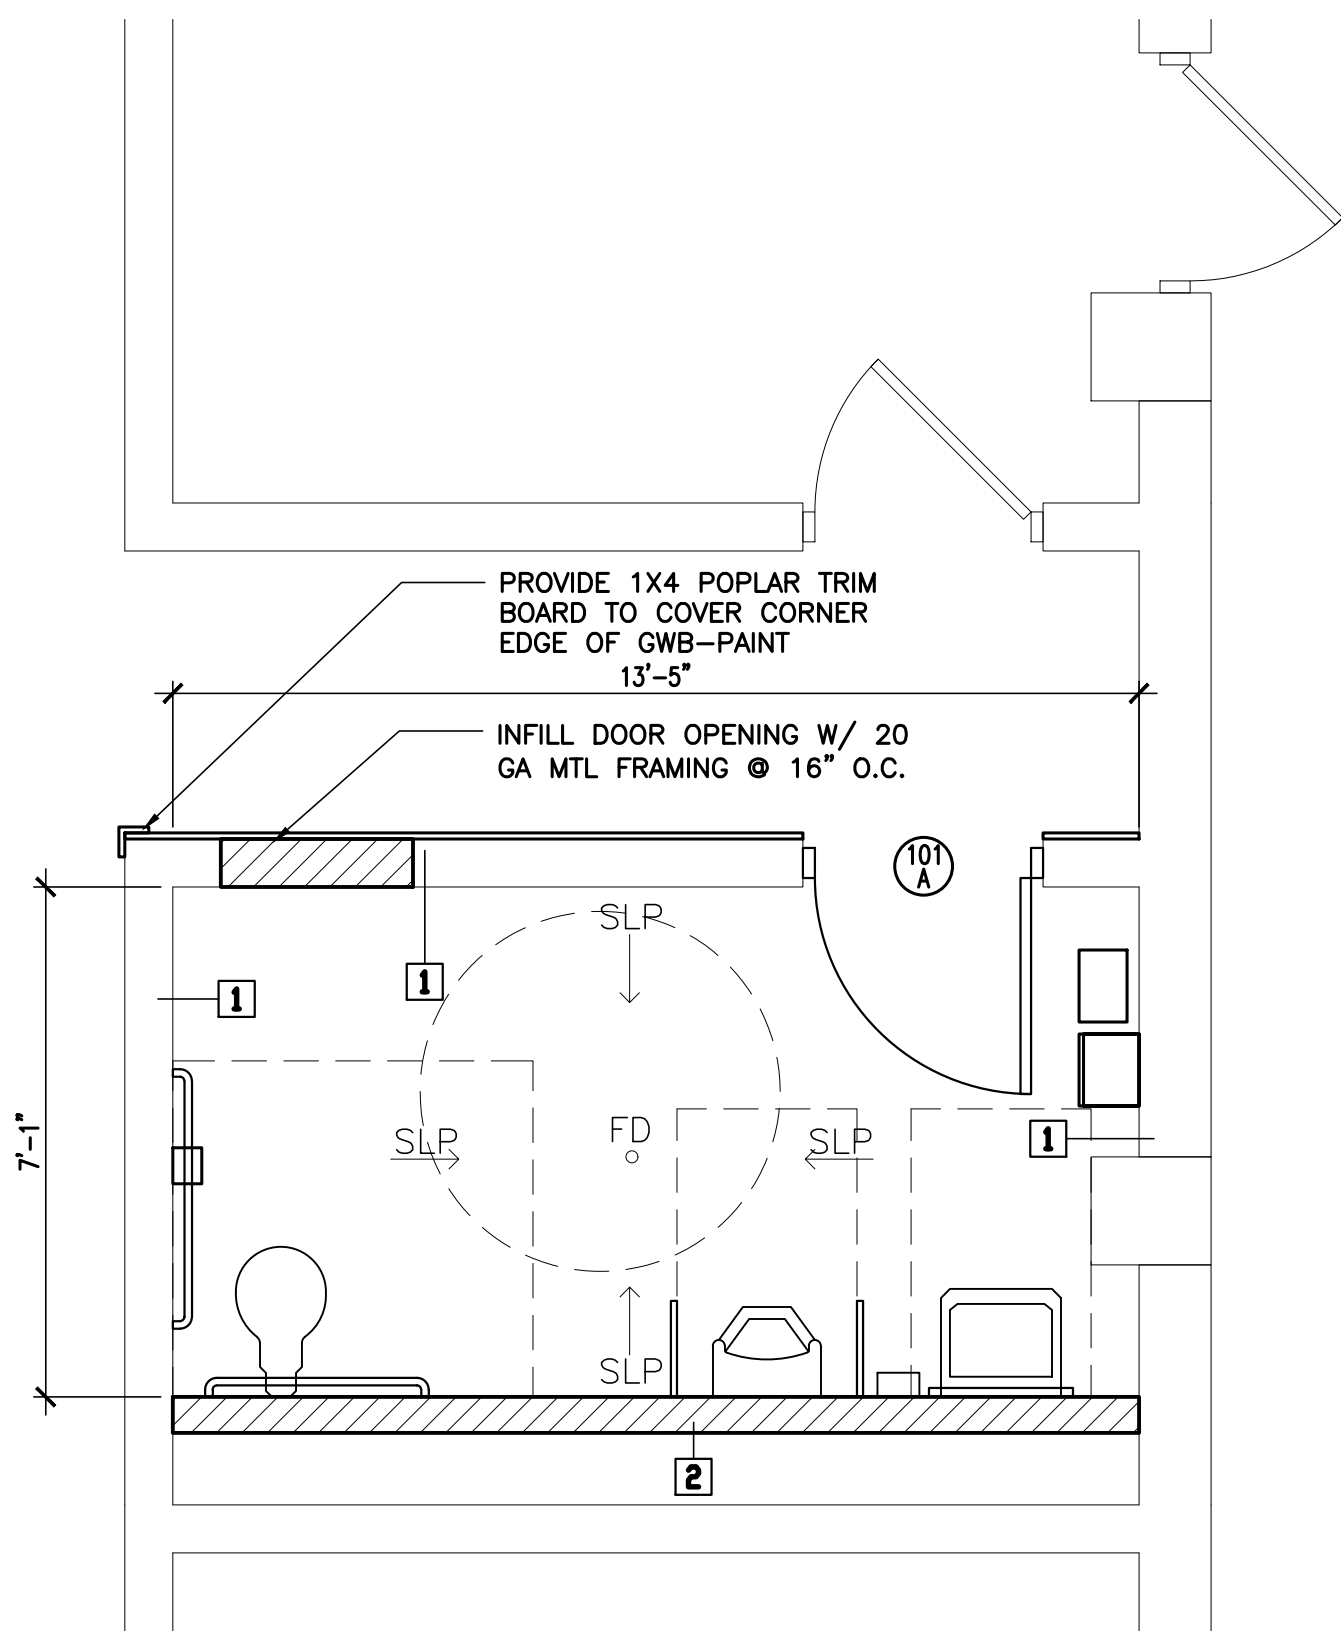 PROVIDE 1X4 POPLAR TRIM
BOARD TO COVER CORNER
EDGE OF GWB-PAINT
13'-5"
INFILL DOOR OPENING W/ 20
GA MTL FRAMING @ 16" O.C.
101
A
SLP
1
1
7'-1"
SLP
FD
SLP
1
SLP
2